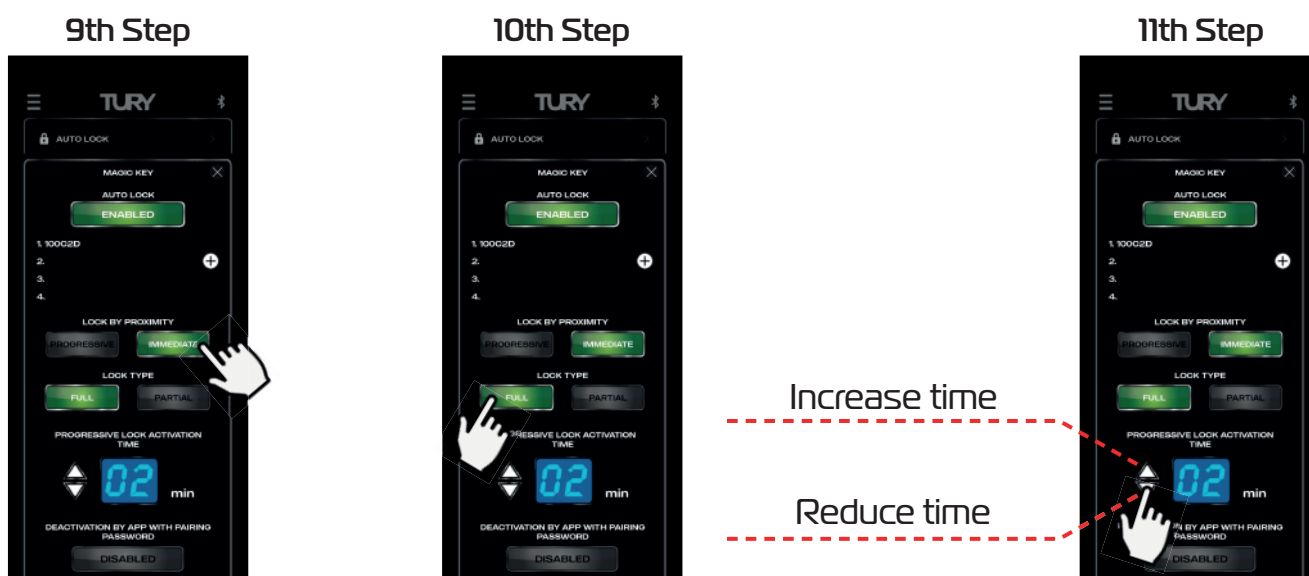 9th Step
TURY
AUTO LOCK
MAGIC KEY
AUTO LOCK
ENABLED
1. 100C2D
2.
3.
4.
LOCK BY PROXIMITY
PROGRESSIVE
IMMEDIATE
LOCK TYPE
FULL
PARTIAL
PROGRESSIVE LOCK ACTIVATION
TIME
02 min
DEACTIVATION BY APP WITH PAIRING
PASSWORD
DISABLED
10th Step
TURY
AUTO LOCK
MAGIC KEY
AUTO LOCK
ENABLED
1. 100C2D
2.
3.
4.
LOCK BY PROXIMITY
PROGRESSIVE
IMMEDIATE
LOCK TYPE
FULL
PARTIAL
RESSIVE LOCK ACTIVATION
TIME
02 min
DEACTIVATION BY APP WITH PAIRING
PASSWORD
DISABLED
Increase time
Reduce time
11th Step
TURY
AUTO LOCK
MAGIC KEY
AUTO LOCK
ENABLED
1. 100C2D
2.
3.
4.
LOCK BY PROXIMITY
PROGRESSIVE
IMMEDIATE
LOCK TYPE
FULL
PARTIAL
PROGRESSIVE LOCK ACTIVATION
TIME
02 min
BY APP WITH PAIRING
PASSWORD
DISABLED